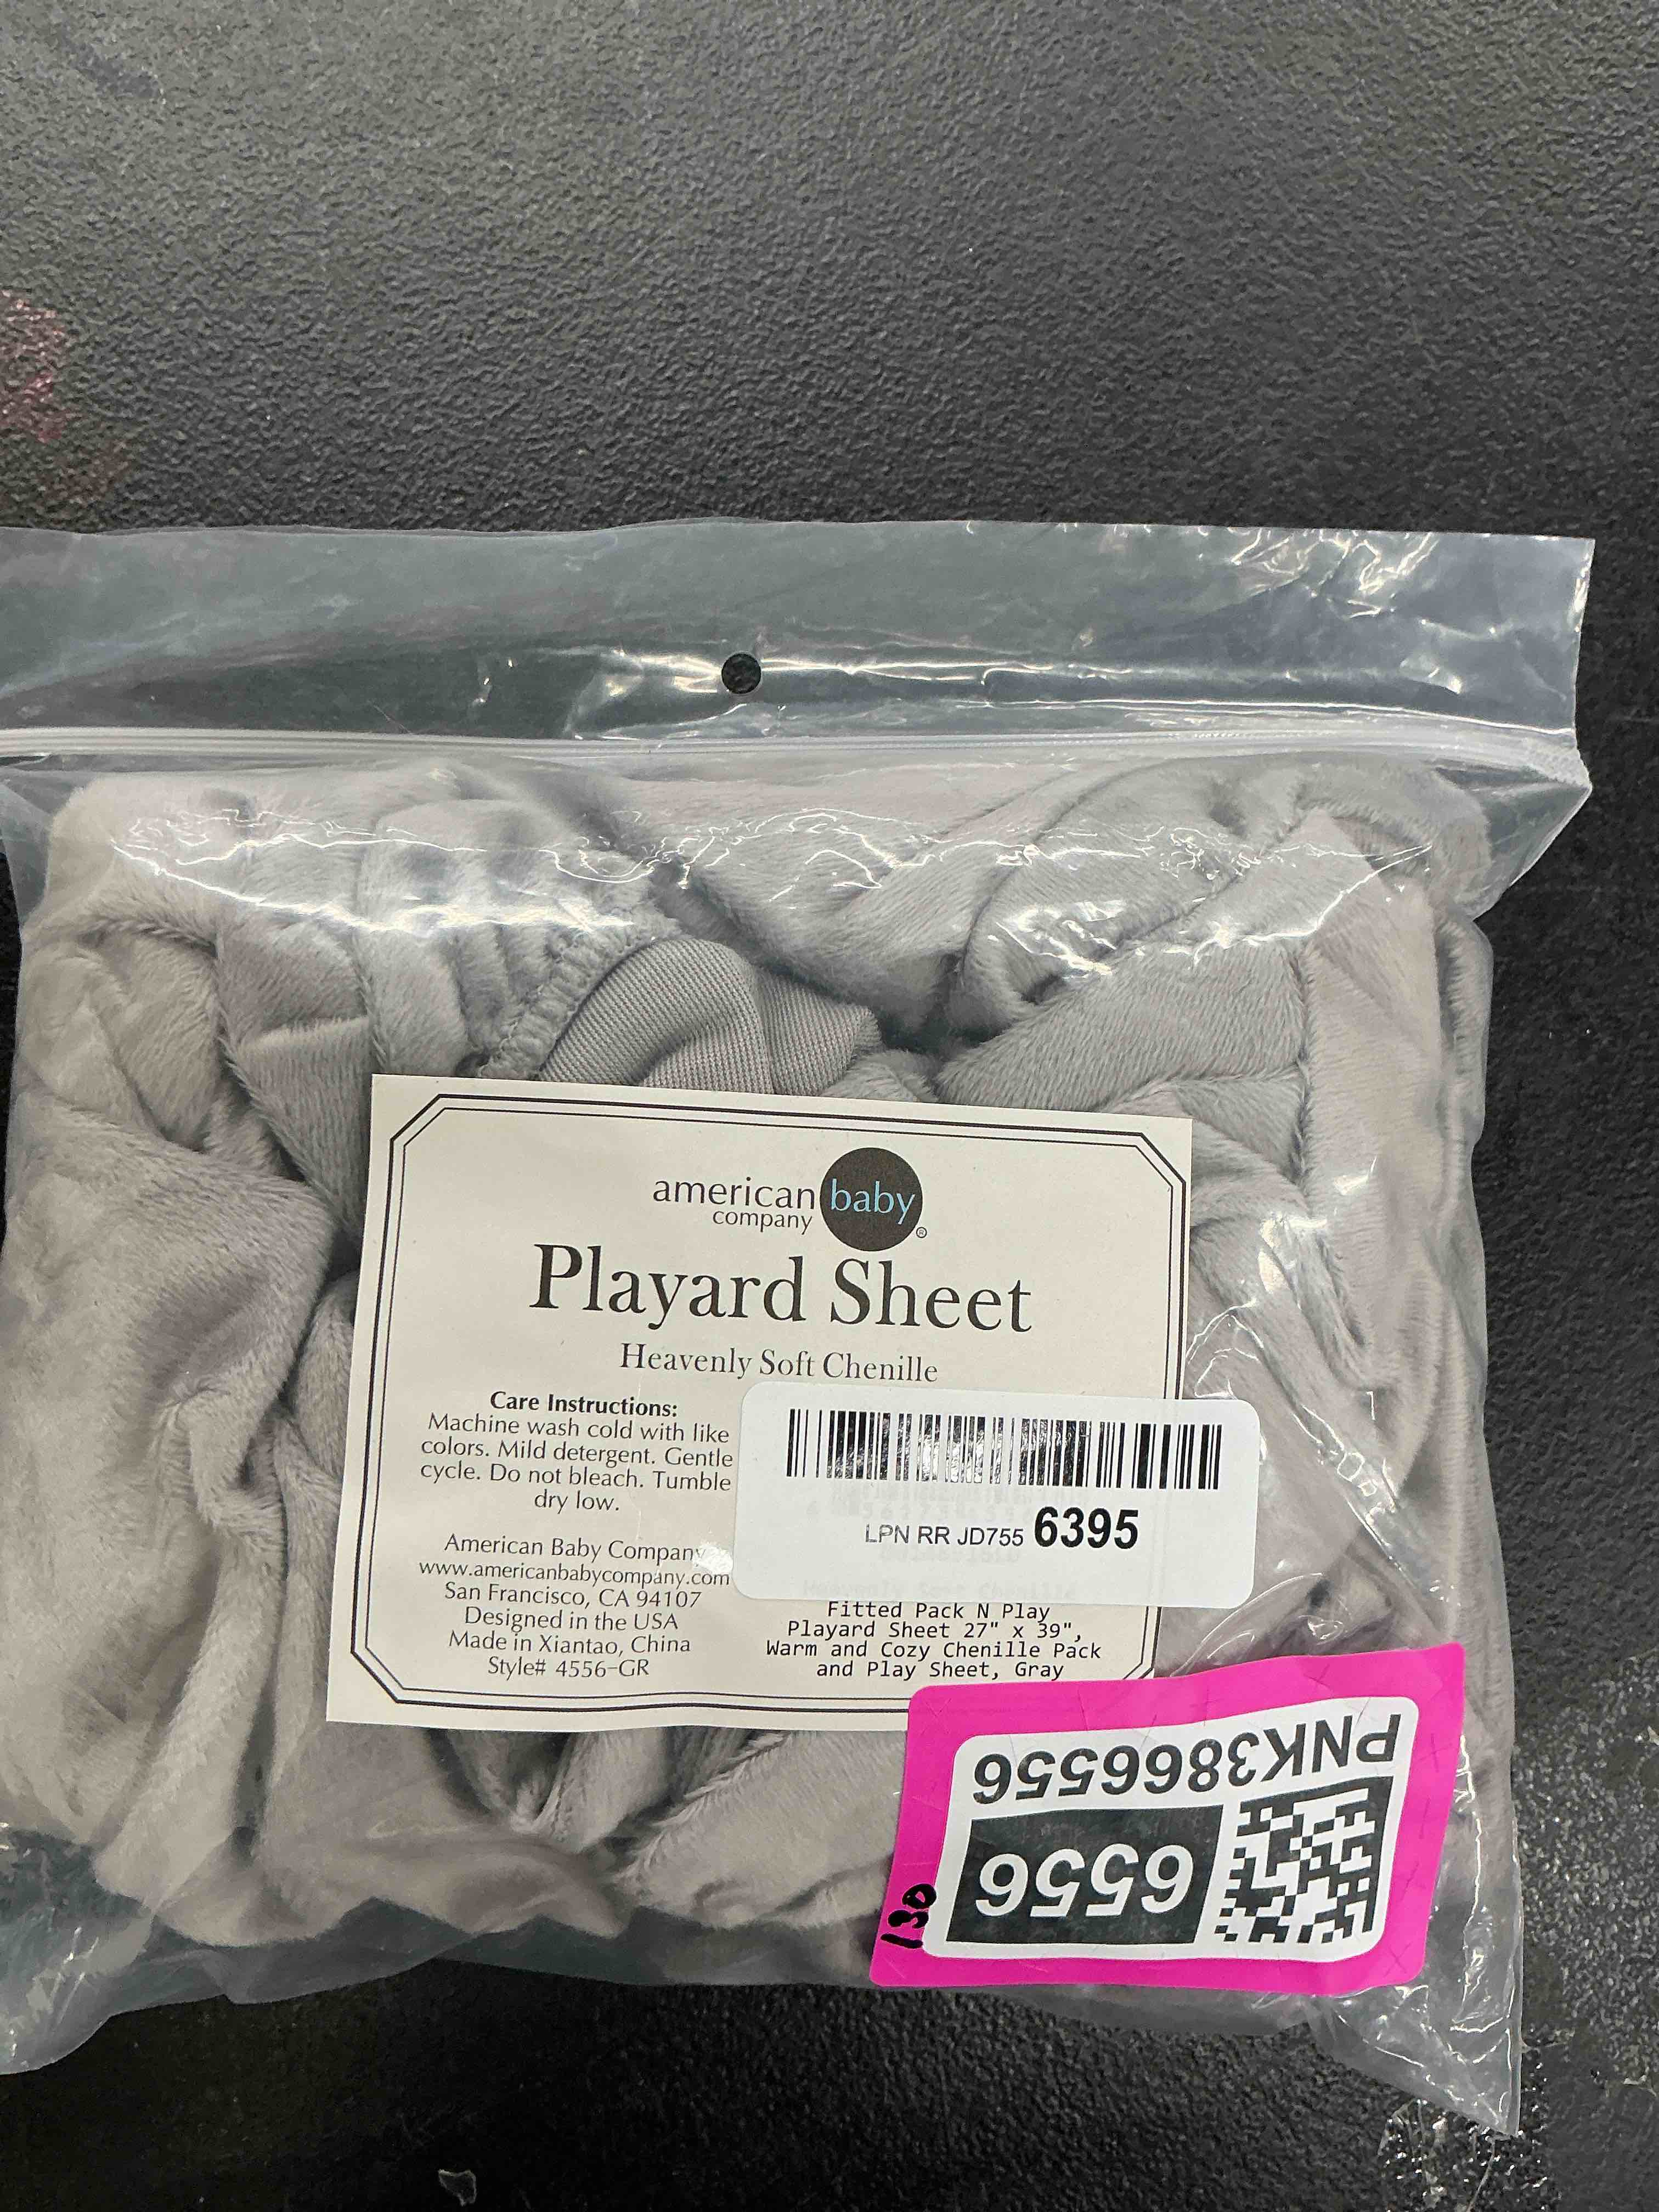 american baby
company ®
Playard Sheet
Heavenly Soft Chenille
Care Instructions:
Machine wash cold with like
colors. Mild detergent. Gentle
cycle. Do not bleach. Tumble
dry low.
American Baby Company
www.americanbabycompany.com
San Francisco, CA 94107
Designed in the USA
Made in Xiantao, China
Style# 4556-GR
LPN RR JD755 6395
Heavenly Soft Chenille
Fitted Pack N Play
Playard Sheet 27" x 39",
Warm and Cozy Chenille Pack
and Play Sheet, Gray
PNK3866556
6556
130